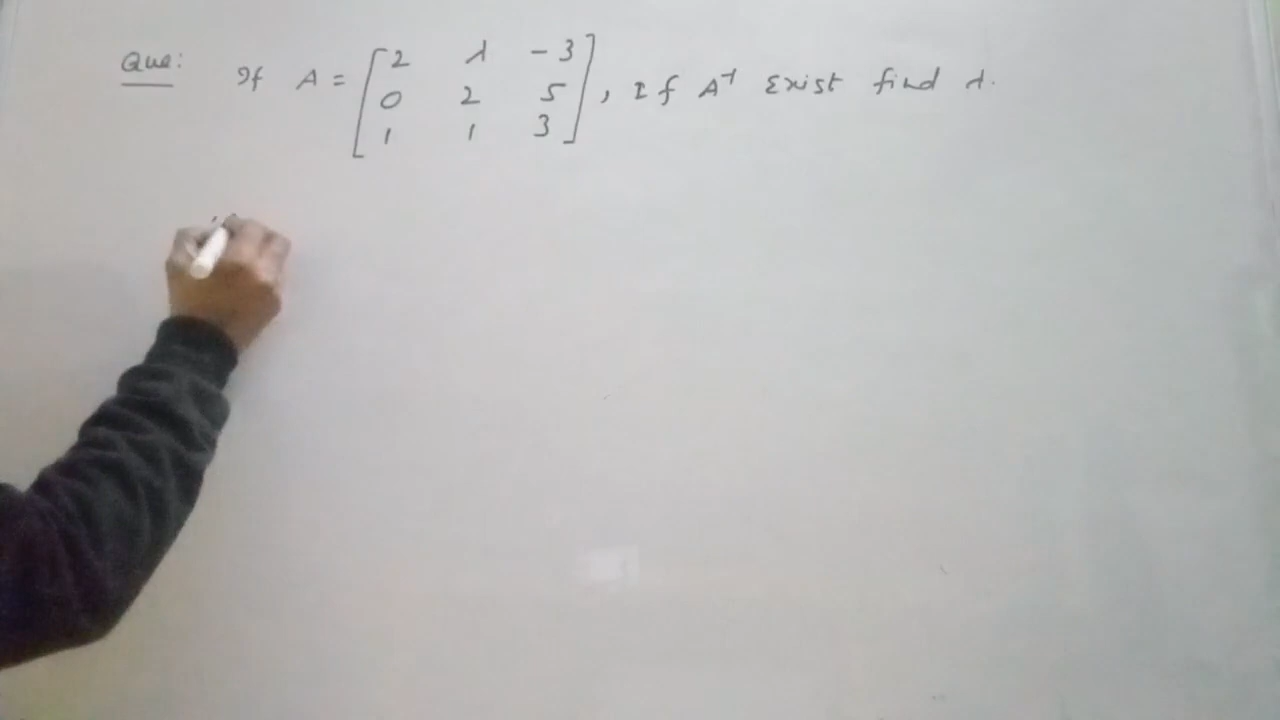 Que: If A = [2 λ -3], If A⁻¹ Exist find λ.
0 2 5
1 1 3